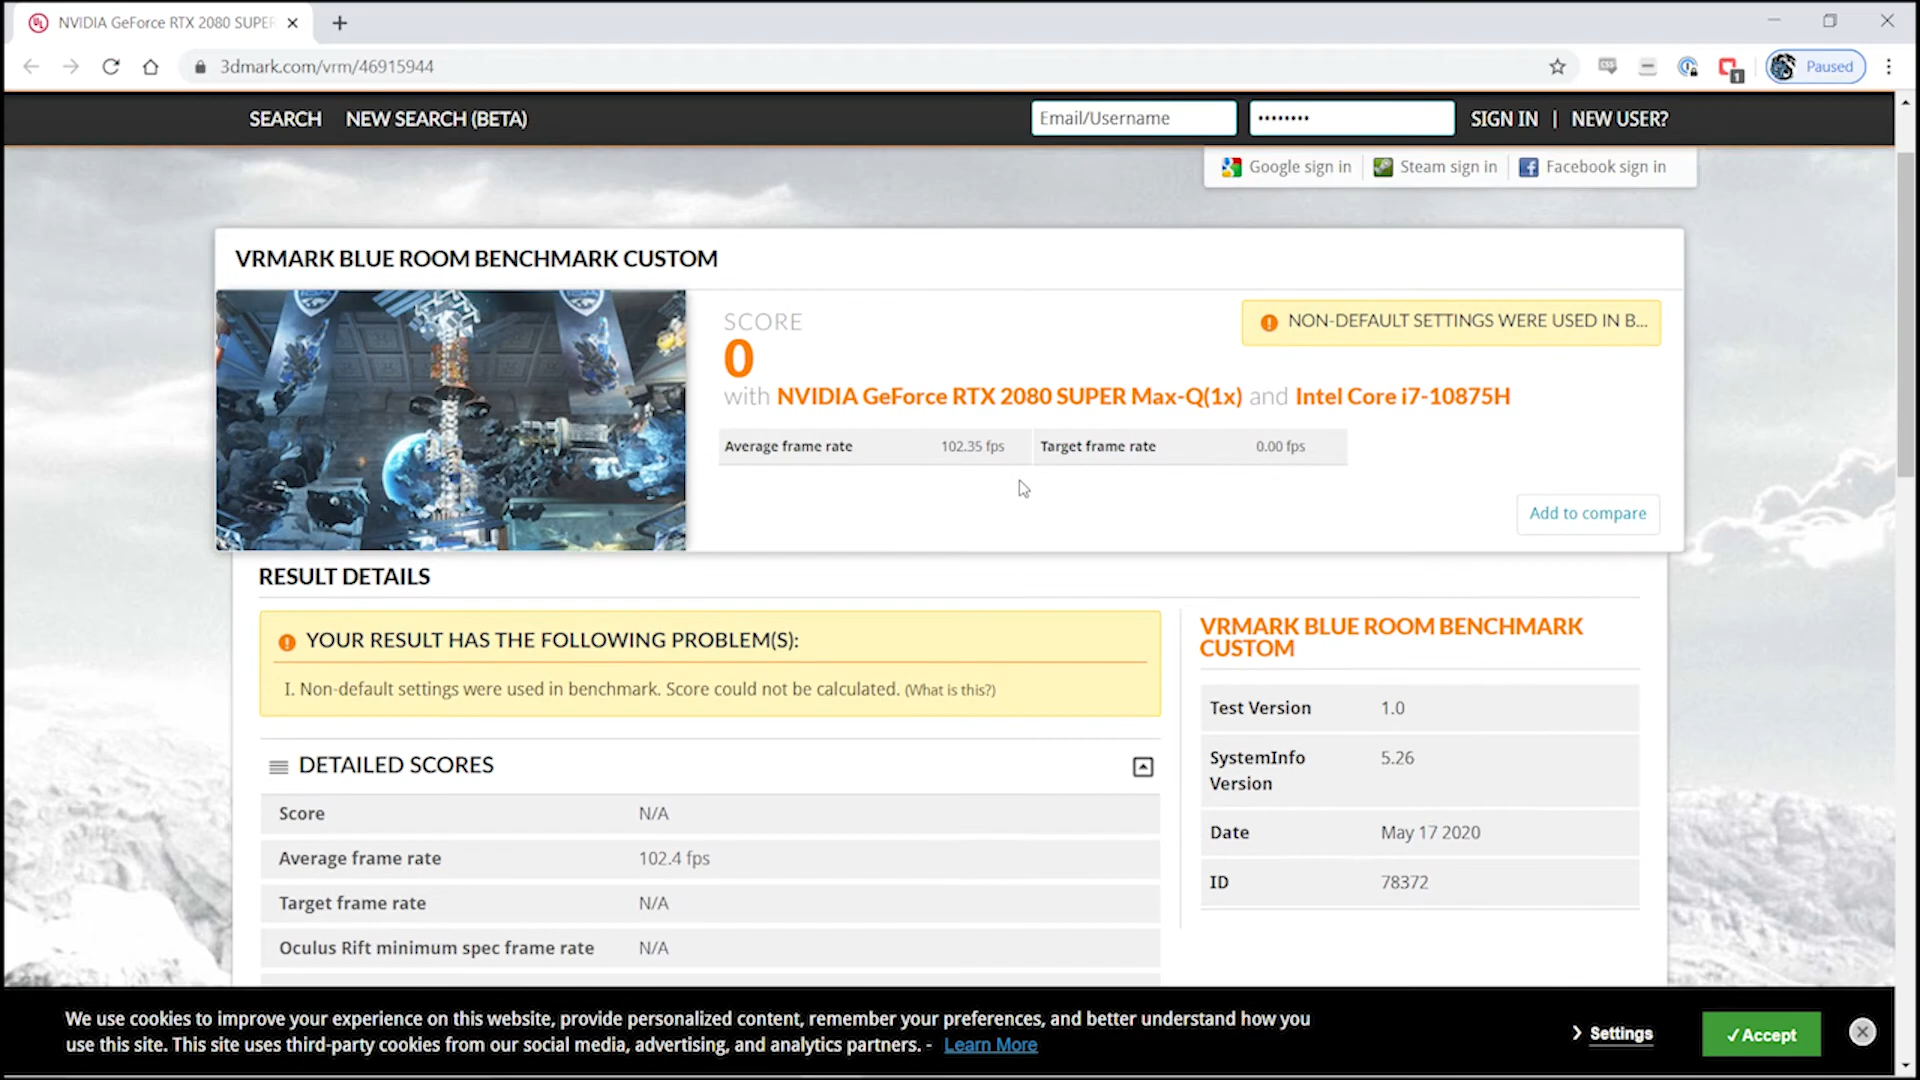 NVIDIA GeForce RTX 2080 SUPER
3dmark.com/vrm/46915944
1
Paused
SEARCH NEW SEARCH (BETA) Email/Username •••••••• SIGN IN | NEW USER?
Google sign in Steam sign in Facebook sign in
VRMARK BLUE ROOM BENCHMARK CUSTOM
SCORE
NON-DEFAULT SETTINGS WERE USED IN B...
0
with NVIDIA GeForce RTX 2080 SUPER Max-Q(1x) and Intel Core i7-10875H
Average frame rate 102.35 fps Target frame rate 0.00 fps
Add to compare
RESULT DETAILS
YOUR RESULT HAS THE FOLLOWING PROBLEM(S):
I. Non-default settings were used in benchmark. Score could not be calculated. (What is this?)
DETAILED SCORES
Score N/A
Average frame rate 102.4 fps
Target frame rate N/A
Oculus Rift minimum spec frame rate N/A
VRMARK BLUE ROOM BENCHMARK
CUSTOM
Test Version 1.0
SystemInfo 5.26
Version
Date May 17 2020
ID 78372
We use cookies to improve your experience on this website, provide personalized content, remember your preferences, and better understand how you
use this site. This site uses third-party cookies from our social media, advertising, and analytics partners. - Learn More
Settings
✓Accept